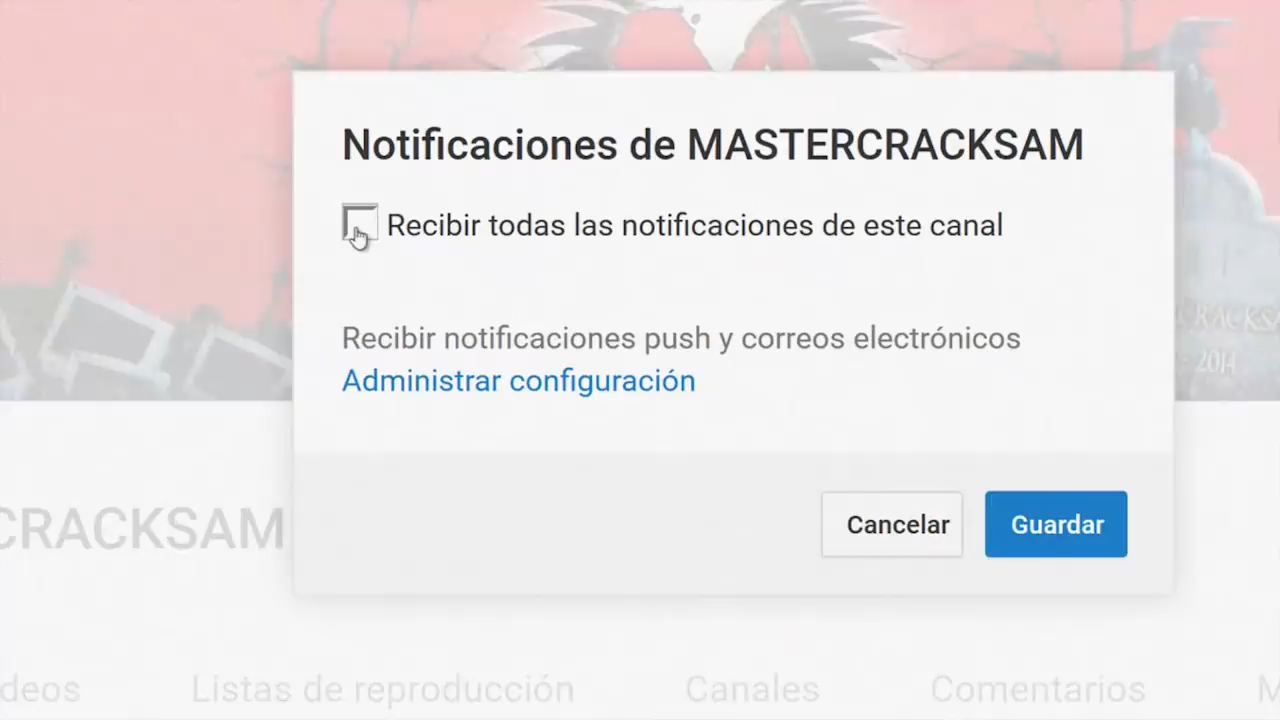 Notificaciones de MASTERCRACKSAM
Recibir todas las notificaciones de este canal
Recibir notificaciones push y correos electrónicos
Administrar configuración
Cancelar Guardar
CRACKSAM
2014
deos Listas de reproducción Canales Comentarios M